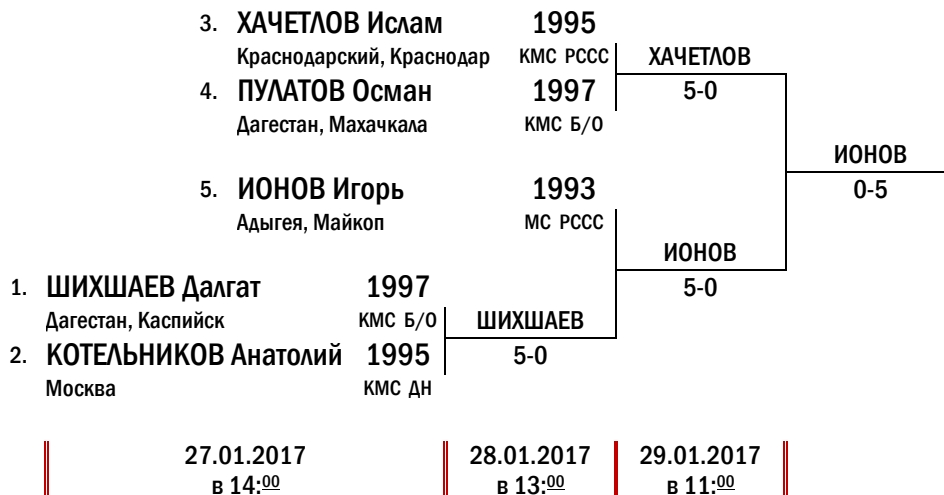 3. ХАЧЕТЛОВ Ислам 1995
Краснодарский, Краснодар КМС РССС ХАЧЕТЛОВ
4. ПУЛАТОВ Осман 1997 5-0
Дагестан, Махачкала КМС Б/О
ИОНОВ
5. ИОНОВ Игорь 1993 0-5
Адыгея, Майкоп МС РССС
ИОНОВ
1. ШИХШАЕВ Далгат 1997 5-0
Дагестан, Каспийск КМС Б/О ШИХШАЕВ
2. КОТЕЛЬНИКОВ Анатолий 1995 5-0
Москва КМС ДН
27.01.2017 28.01.2017 29.01.2017
в 14:00 в 13:00 в 11:00